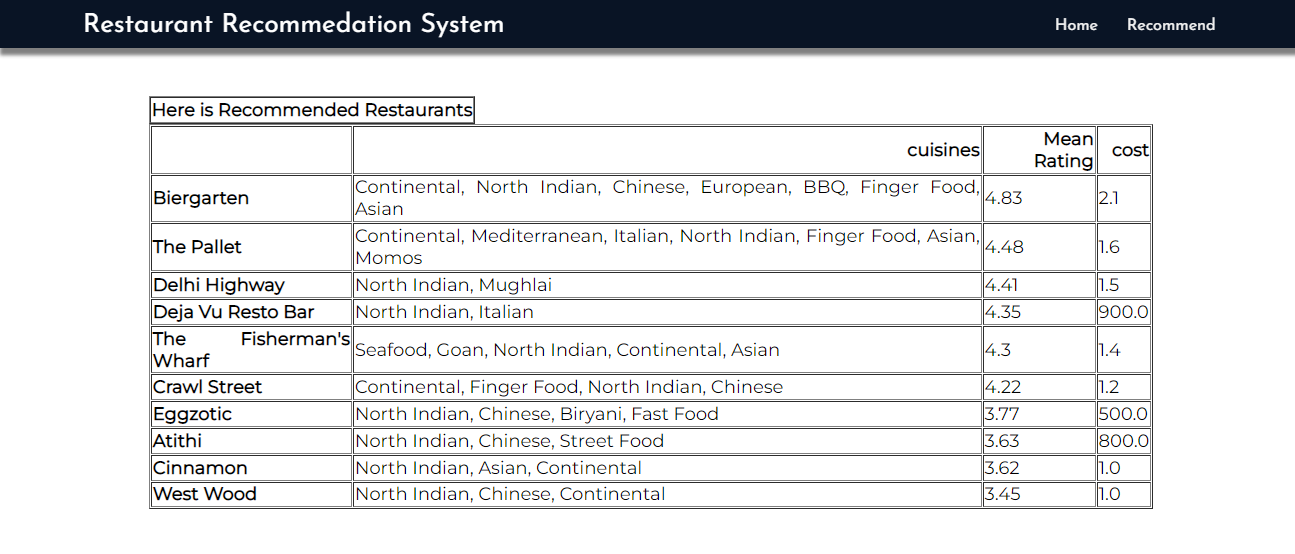 Restaurant Recommedation System Home Recommend
Here is Recommended Restaurants
cuisines Mean Rating cost
Biergarten Continental, North Indian, Chinese, European, BBQ, Finger Food, Asian 4.83 2.1
The Pallet Continental, Mediterranean, Italian, North Indian, Finger Food, Asian, Momos 4.48 1.6
Delhi Highway North Indian, Mughlai 4.41 1.5
Deja Vu Resto Bar North Indian, Italian 4.35 900.0
The Fisherman's Wharf Seafood, Goan, North Indian, Continental, Asian 4.3 1.4
Crawl Street Continental, Finger Food, North Indian, Chinese 4.22 1.2
Eggzotic North Indian, Chinese, Biryani, Fast Food 3.77 500.0
Atithi North Indian, Chinese, Street Food 3.63 800.0
Cinnamon North Indian, Asian, Continental 3.62 1.0
West Wood North Indian, Chinese, Continental 3.45 1.0